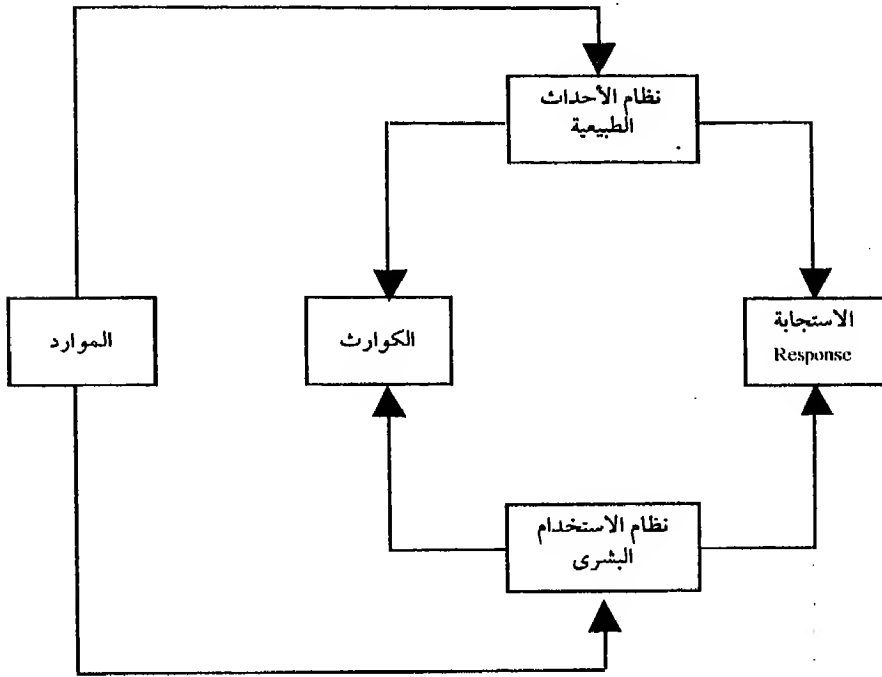 نظام الأحداث
الطبيعية
الاستجابة
Response
الكوارث
الموارد
نظام الاستخدام
البشرى